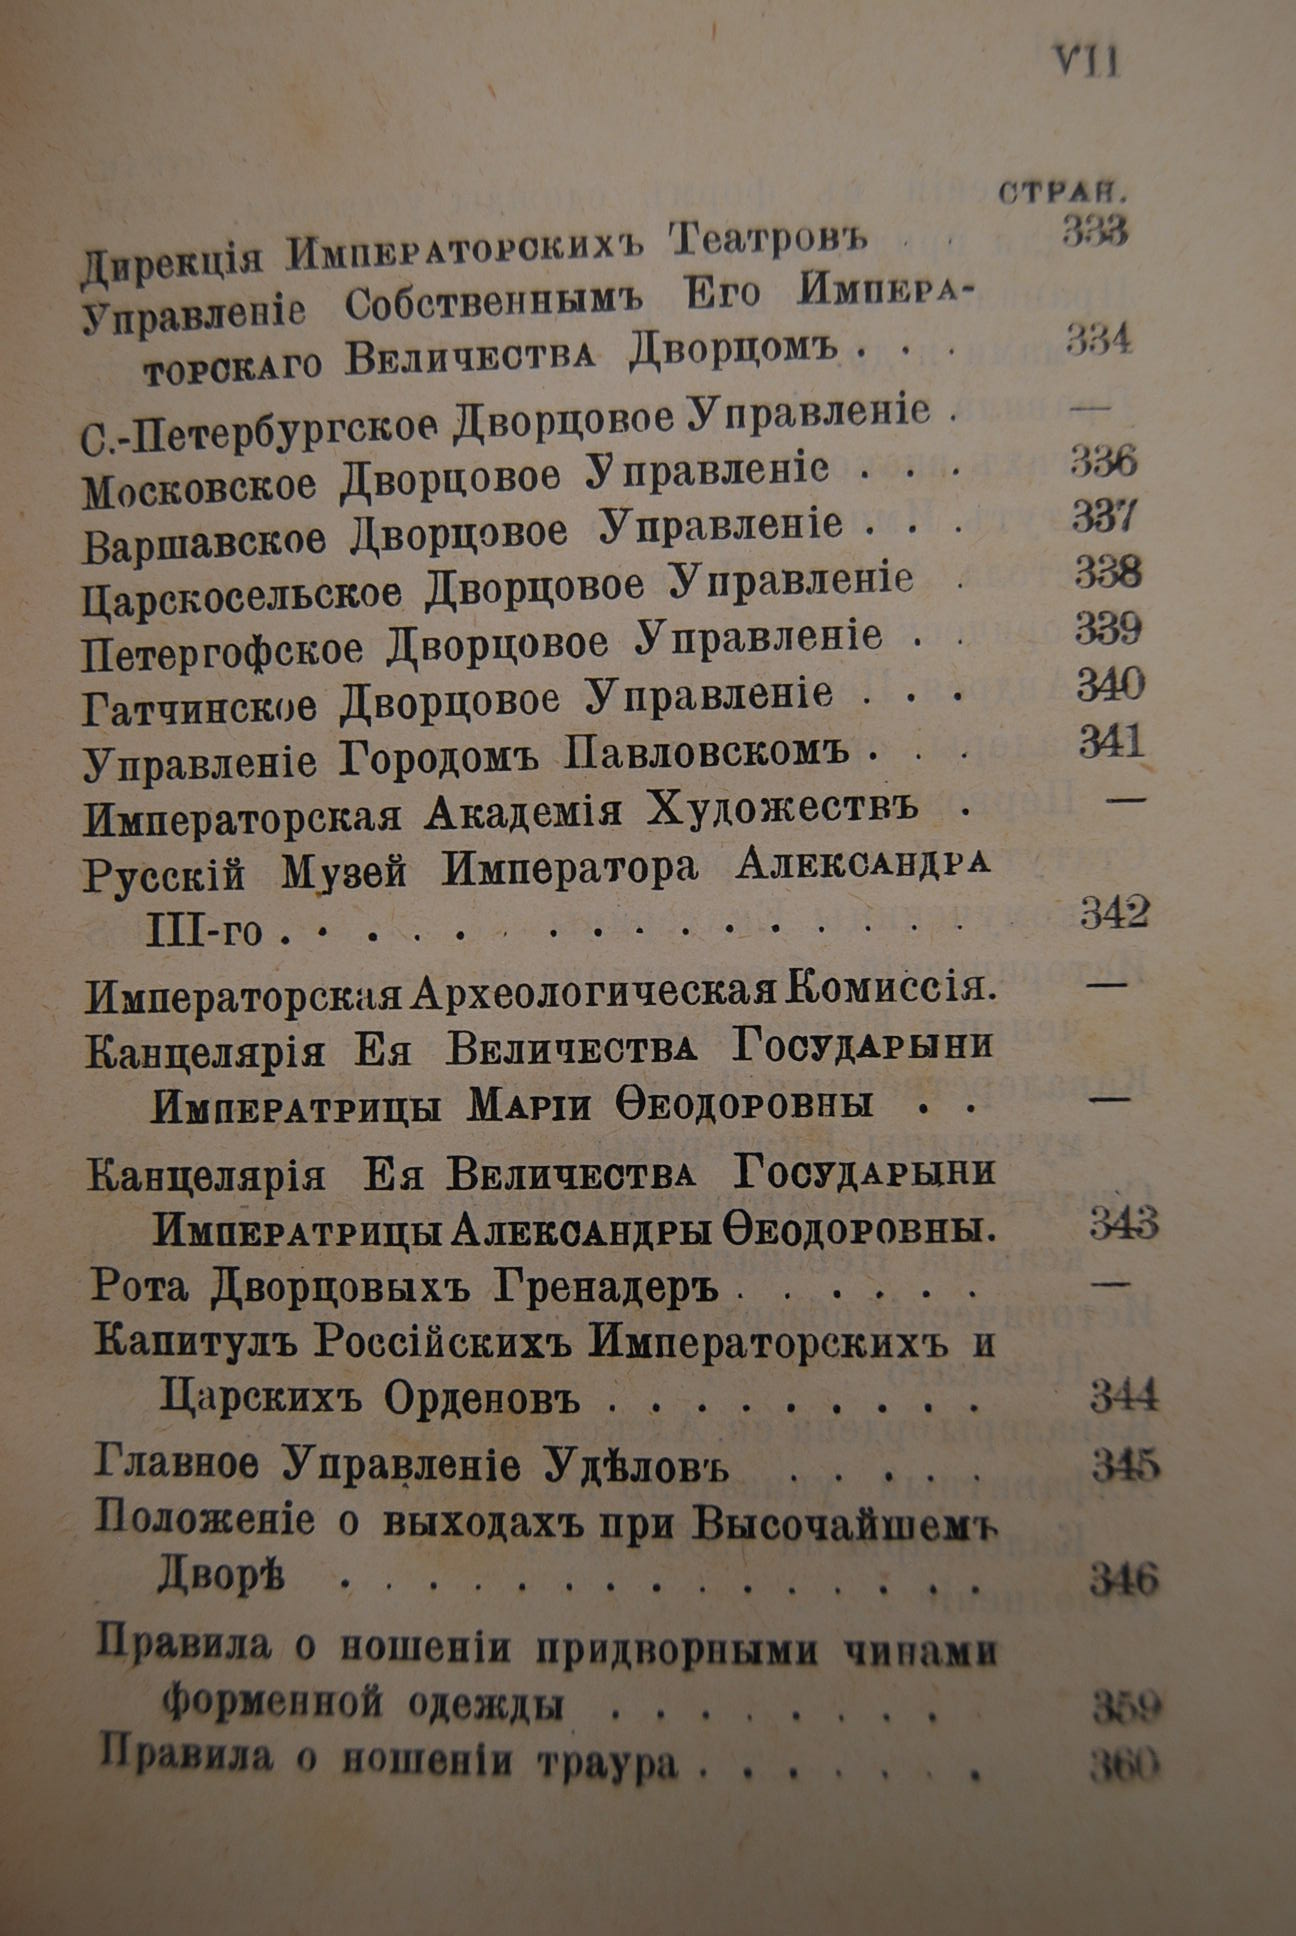 VII
СТРАН.
Дирекція Императорскихъ Театровъ . . 333
Управленіе Собственнымъ Его Импера-
торскаго Величества Дворцомъ . . . 334
С.-Петербургское Дворцовое Управленіе . —
Московское Дворцовое Управленіе . . . 336
Варшавское Дворцовое Управленіе . . . 337
Царскосельское Дворцовое Управленіе . 338
Петергофское Дворцовое Управленіе . . 339
Гатчинское Дворцовое Управленіе . . . 340
Управленіе Городомъ Павловскомъ . . . 341
Императорская Академія Художествъ . —
Русскій Музей Императора Александра
III-го . . . . . . . . . . . . . . . . 342
Императорская Археологическая Комиссія. —
Канцелярія Ея Величества Государыни
Императрицы Маріи Ѳеодоровны . . —
Канцелярія Ея Величества Государыни
Императрицы Александры Ѳеодоровны. 343
Рота Дворцовыхъ Гренадеръ . . . . . . —
Капитулъ Россійскихъ Императорскихъ и
Царскихъ Орденовъ . . . . . . . . . 344
Главное Управленіе Удѣловъ . . . . . 345
Положеніе о выходахъ при Высочайшемъ
Дворѣ . . . . . . . . . . . . . . . 346
Правила о ношеніи придворными чинами
форменной одежды . . . . . . . . 359
Правила о ношеніи траура . . . . . . . 360